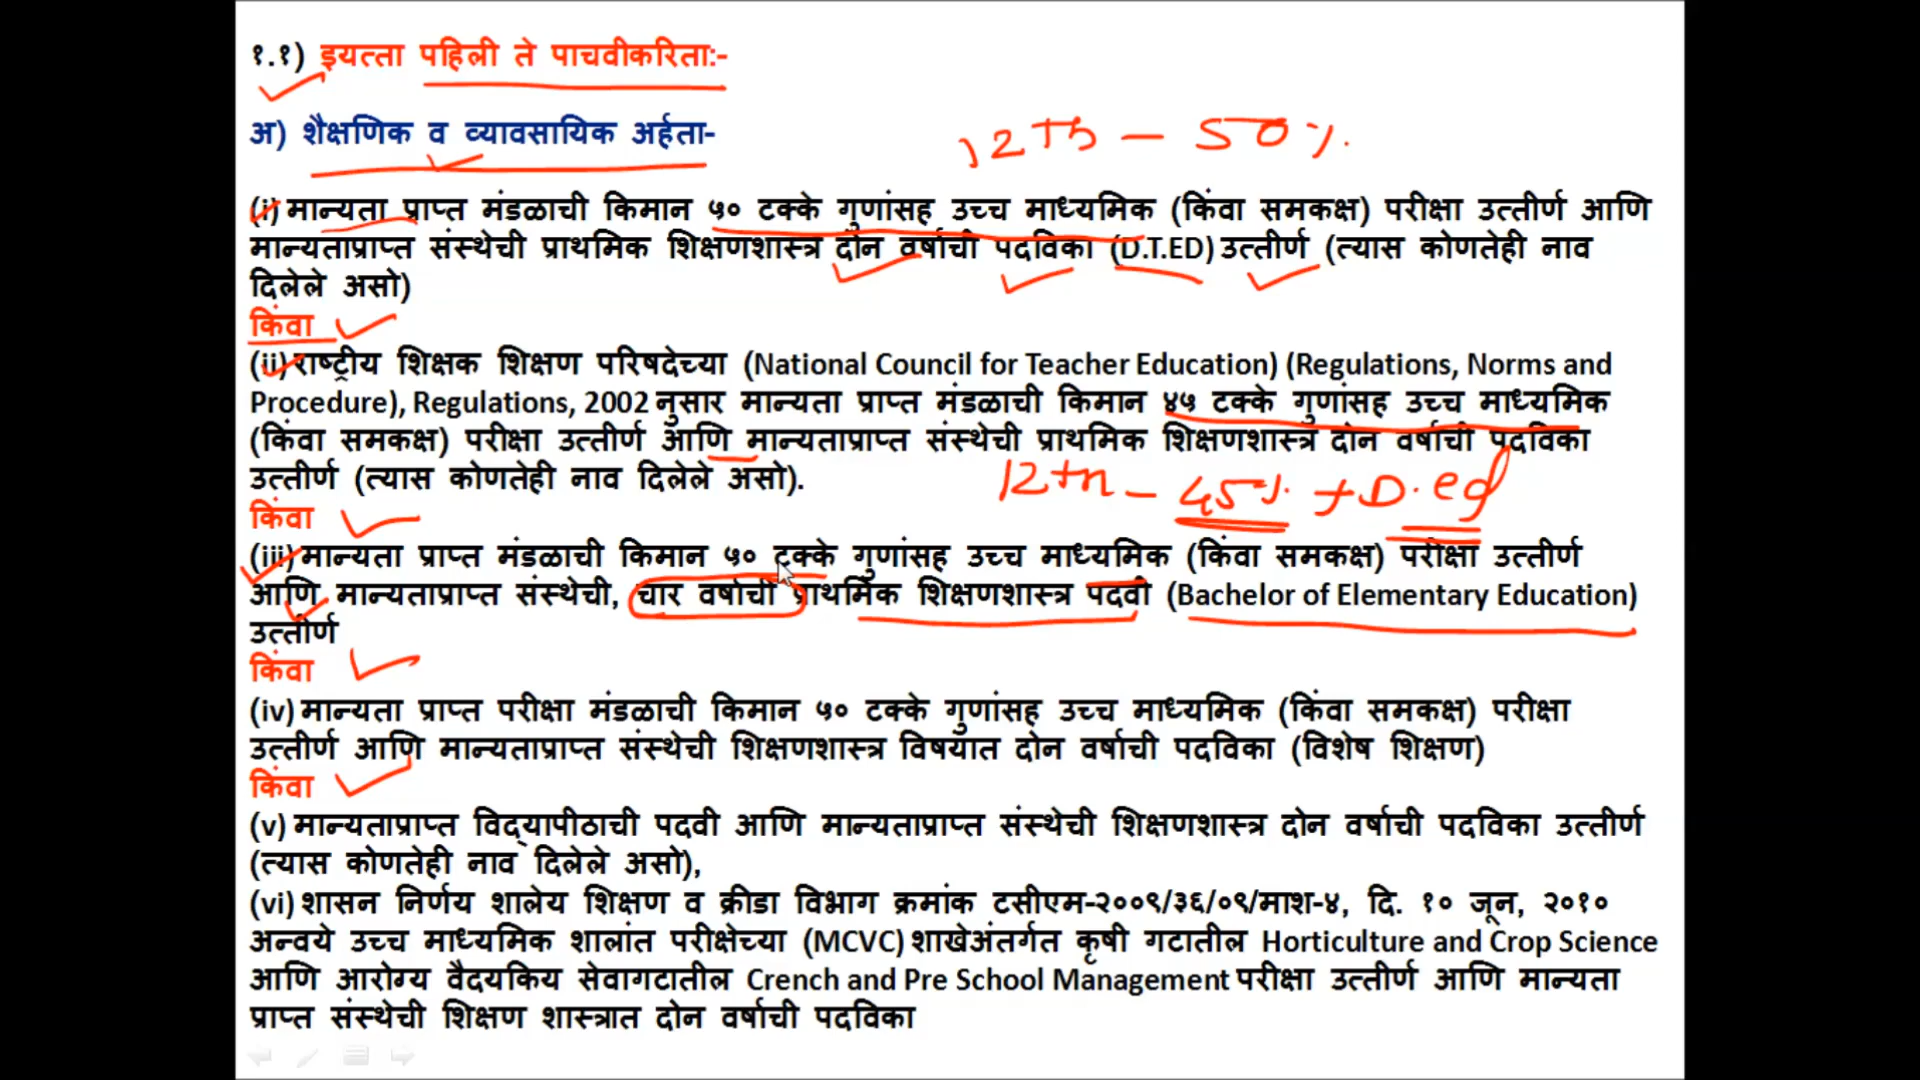 १.१) इयत्ता पहिली ते पाचवीकरिता:-
अ) शैक्षणिक व व्यावसायिक अर्हता-
12th - 50%.
(i) मान्यता प्राप्त मंडळाची किमान ५० टक्के गुणांसह उच्च माध्यमिक (किंवा समकक्ष) परीक्षा उत्तीर्ण आणि
मान्यताप्राप्त संस्थेची प्राथमिक शिक्षणशास्त्र दोन वर्षाची पदविका (D.T.ED) उत्तीर्ण (त्यास कोणतेही नाव
दिलेले असो)
किंवा
(ii) राष्ट्रीय शिक्षक शिक्षण परिषदेच्या (National Council for Teacher Education) (Regulations, Norms and
Procedure), Regulations, 2002 नुसार मान्यता प्राप्त मंडळाची किमान ४५ टक्के गुणांसह उच्च माध्यमिक
(किंवा समकक्ष) परीक्षा उत्तीर्ण आणि मान्यताप्राप्त संस्थेची प्राथमिक शिक्षणशास्त्र दोन वर्षाची पदविका
उत्तीर्ण (त्यास कोणतेही नाव दिलेले असो).
12th - 45%. + D.ed
किंवा
(iii) मान्यता प्राप्त मंडळाची किमान ५० टक्के गुणांसह उच्च माध्यमिक (किंवा समकक्ष) परीक्षा उत्तीर्ण
आणि मान्यताप्राप्त संस्थेची, चार वर्षाची प्राथमिक शिक्षणशास्त्र पदवी (Bachelor of Elementary Education)
उत्तीर्ण
किंवा
(iv) मान्यता प्राप्त परीक्षा मंडळाची किमान ५० टक्के गुणांसह उच्च माध्यमिक (किंवा समकक्ष) परीक्षा
उत्तीर्ण आणि मान्यताप्राप्त संस्थेची शिक्षणशास्त्र विषयात दोन वर्षाची पदविका (विशेष शिक्षण)
किंवा
(v) मान्यताप्राप्त विद्‌यापीठाची पदवी आणि मान्यताप्राप्त संस्थेची शिक्षणशास्त्र दोन वर्षाची पदविका उत्तीर्ण
(त्यास कोणतेही नाव दिलेले असो),
(vi) शासन निर्णय शालेय शिक्षण व क्रीडा विभाग क्रमांक टसीएम-२००९/३६/०९/माश-४, दि. १० जून, २०१०
अन्वये उच्च माध्यमिक शालांत परीक्षेच्या (MCVC) शाखेअंतर्गत कृषी गटातील Horticulture and Crop Science
आणि आरोग्य वैदयकिय सेवागटातील Crench and Pre School Management परीक्षा उत्तीर्ण आणि मान्यता
प्राप्त संस्थेची शिक्षण शास्त्रात दोन वर्षाची पदविका